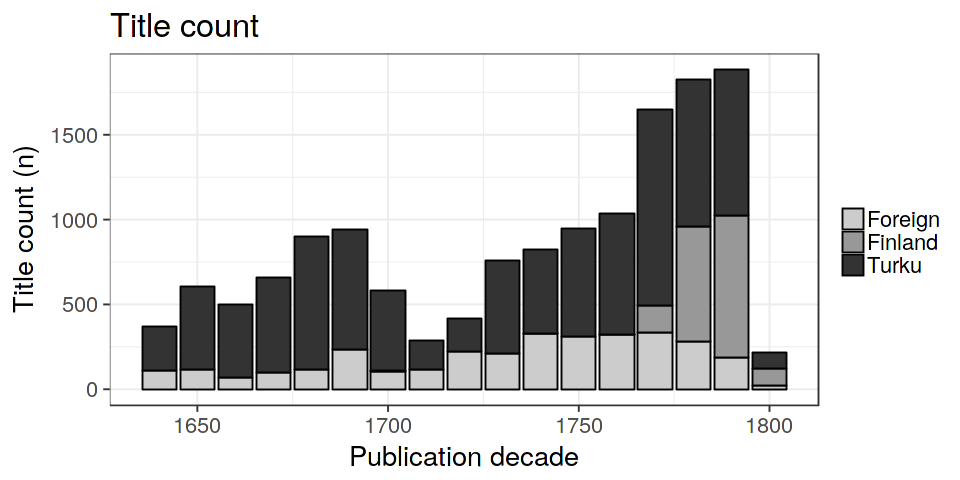 Title count
Title count (n)
1500
1000
500
0
1650 1700 1750 1800
Publication decade
Foreign
Finland
Turku